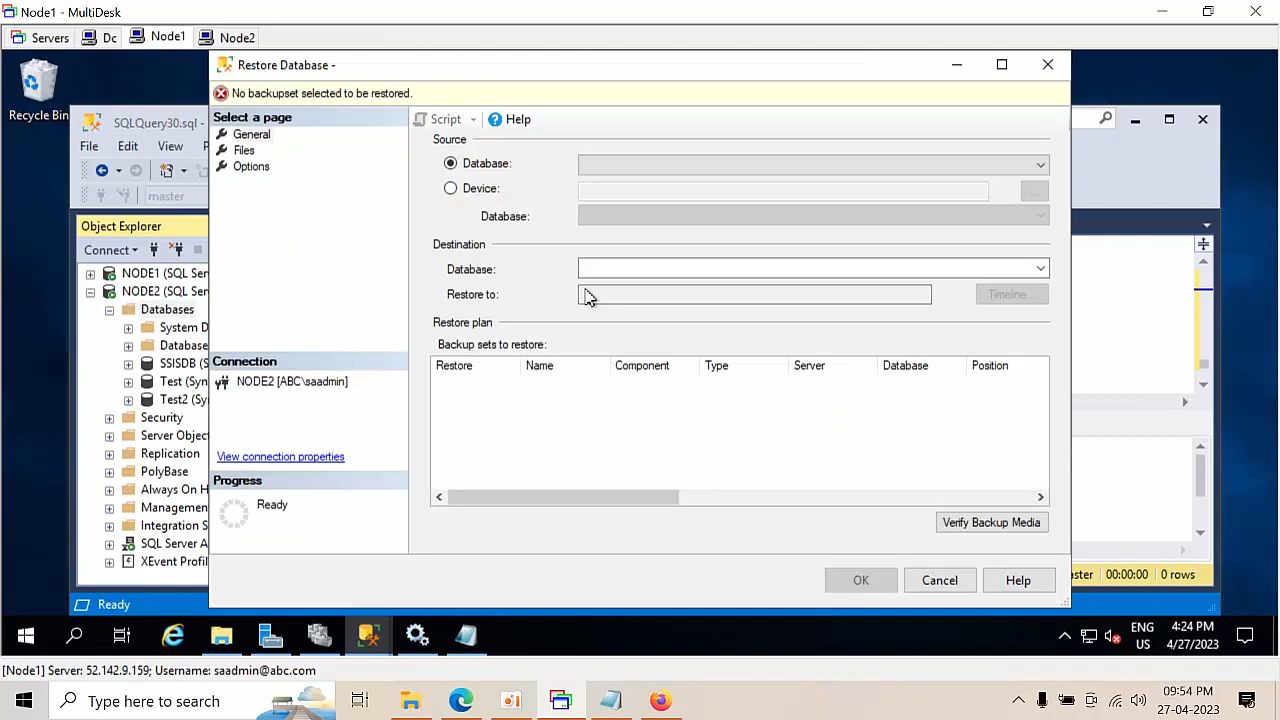 Node1 - MultiDesk
Servers Dc Node1 Node2
Recycle Bin
SQLQuery30.sql -
File Edit View P
master
Object Explorer
Connect
NODE1 (SQL Ser
NODE2 (SQL Ser
Databases
System D
Database
SSISDB (S
Test (Syn
Test2 (Sy
Security
Server Objec
Replication
PolyBase
Always On H
Managemen
Integration S
SQL Server A
XEvent Profil
Ready
Restore Database -
No backupset selected to be restored.
Select a page
General
Files
Options
Connection
NODE2 [ABC\saadmin]
View connection properties
Progress
Ready
Script Help
Source
Database:
Device:
Database:
Destination
Database:
Restore to:
Timeline...
Restore plan
Backup sets to restore:
Restore Name Component Type Server Database Position
Verify Backup Media
OK Cancel Help
aster 00:00:00 0 rows
ENG
US
4:24 PM
4/27/2023
[Node1] Server: 52.142.9.159; Username: saadmin@abc.com
Type here to search
09:54 PM
27-04-2023